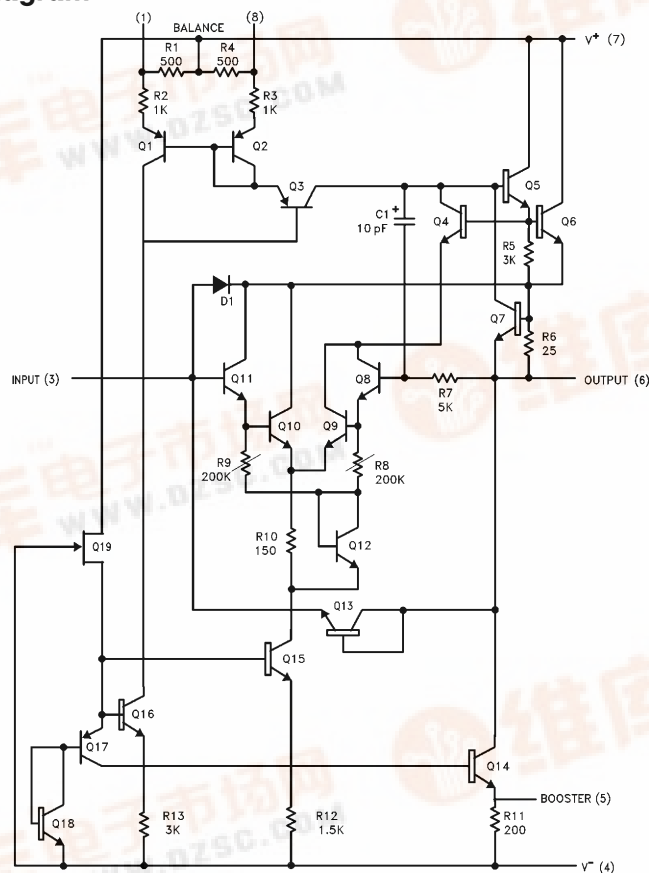 (1)
BALANCE
(8)
R1
500
R4
500
V+ (7)
R2
1K
R3
1K
Q1
Q2
Q3
Q5
C1
+
10 pF
Q4
Q6
R5
3K
D1
Q7
R6
25
INPUT (3)
Q11
Q8
OUTPUT (6)
R7
5K
Q10
Q9
R9
200K
R8
200K
Q19
R10
150
Q12
Q13
Q15
Q16
Q17
Q14
BOOSTER (5)
Q18
R13
3K
R12
1.5K
R11
200
V- (4)
WWW.DZSC.COM